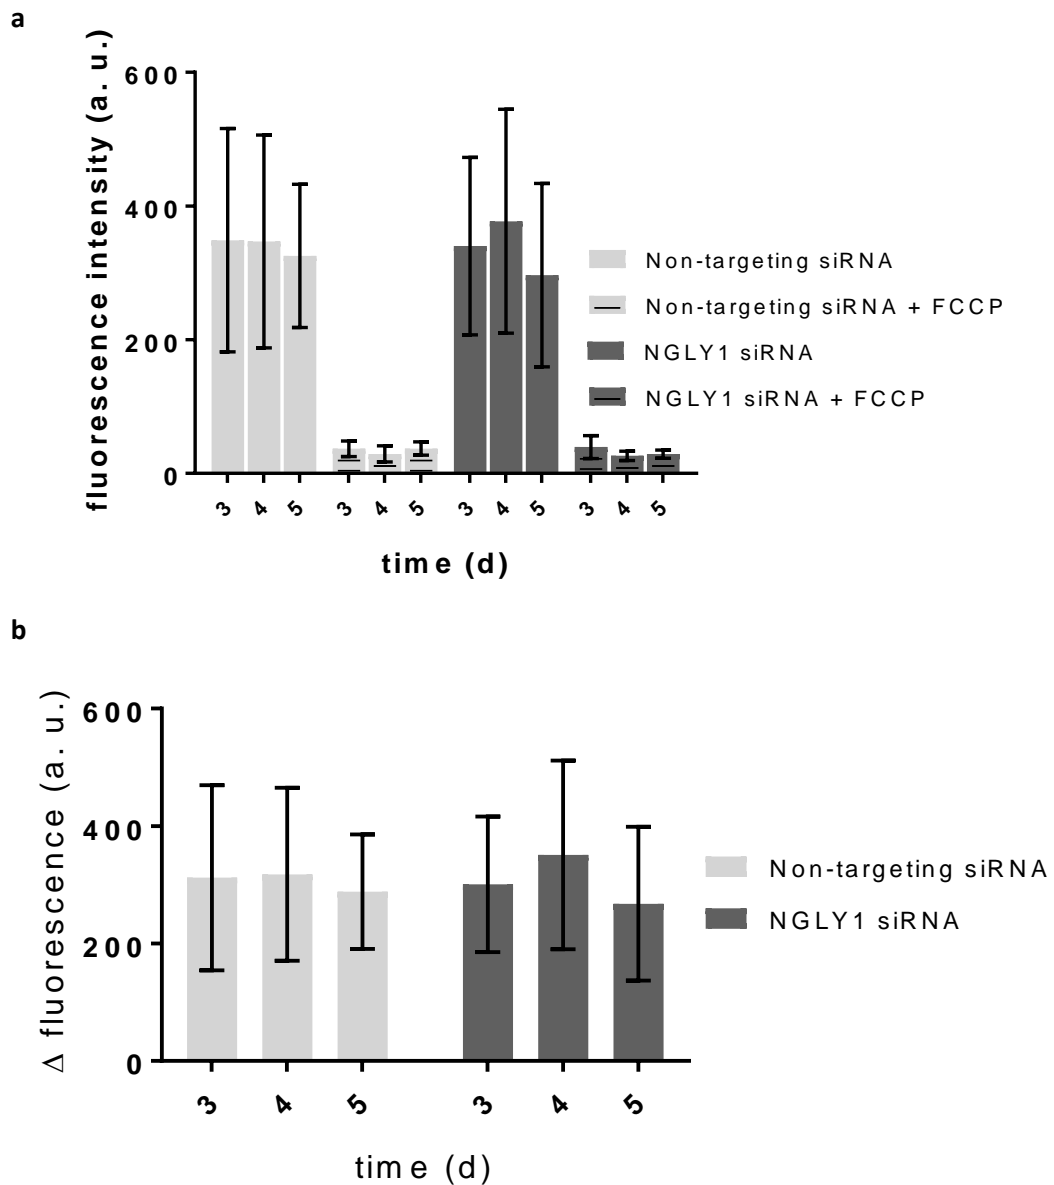 a
fluorescence intensity (a. u.)
600
400
200
0
3 4 5 3 4 5 3 4 5 3 4 5
time (d)
Non-targeting siRNA
Non-targeting siRNA + FCCP
NGLY1 siRNA
NGLY1 siRNA + FCCP
b
Δ fluorescence (a. u.)
600
400
200
0
3 4 5 3 4 5
time (d)
Non-targeting siRNA
NGLY1 siRNA